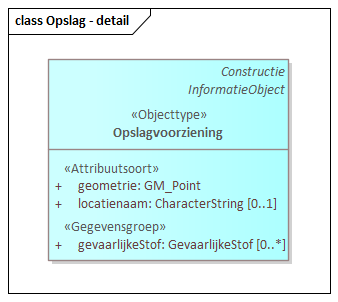 class Opslag - detail
Constructie
InformatieObject
«Objecttype»
Opslagvoorziening
«Attribuutsoort»
+ geometrie: GM_Point
+ locatienaam: CharacterString [0..1]
«Gegevensgroep»
+ gevaarlijkeStof: GevaarlijkeStof [0..*]